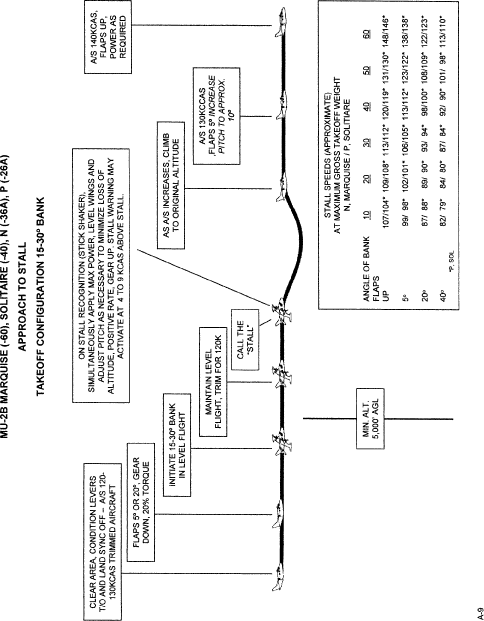 MU-2B MARQUISE (-60), SOLITAIRE (-40), N (-36A), P (-26A)
APPROACH TO STALL
TAKEOFF CONFIGURATION 15-30° BANK
CLEAR AREA, CONDITION LEVERS
T/O AND LAND SYNC OFF – A/S 120-
130KCAS TRIMMED AIRCRAFT
FLAPS 5° OR 20°, GEAR
DOWN, 20% TORQUE
INITIATE 15-30° BANK
IN LEVEL FLIGHT
MAINTAIN LEVEL
FLIGHT, TRIM FOR 120K
CALL THE
"STALL"
ON STALL RECOGNITION (STICK SHAKER),
SIMULTANEOUSLY APPLY MAX POWER, LEVEL WINGS AND
ADJUST PITCH AS NECESSARY TO MINIMIZE LOSS OF
ALTITUDE, POSITIVE RATE, GEAR UP. STALL WARNING MAY
ACTIVATE AT 4 TO 9 KCAS ABOVE STALL.
AS A/S INCREASES, CLIMB
TO ORIGINAL ALTITUDE
A/S 130KCCAS
FLAPS 5° INCREASE
PITCH TO APPROX.
10°
A/S 140KCAS,
FLAPS UP,
POWER AS
REQUIRED
MIN. ALT.
5,000' AGL
STALL SPEEDS (APPROXIMATE)
AT MAXIMUM GROSS TAKEOFF WEIGHT
N, MARQUISE / P, SOLITIARE
ANGLE OF BANK 10 20 30 40 50 60
FLAPS
UP 107/104* 109/108* 113/112* 120/119* 131/130* 148/146*
5° 99/ 98* 102/101* 106/105* 113/112* 123/122* 138/138*
20° 87/ 88* 89/ 90* 93/ 94* 99/100* 108/109* 122/123*
40° 82/ 79* 84/ 80* 87/ 84* 92/ 90* 101/ 98* 113/110*
*P, SOL
A-9